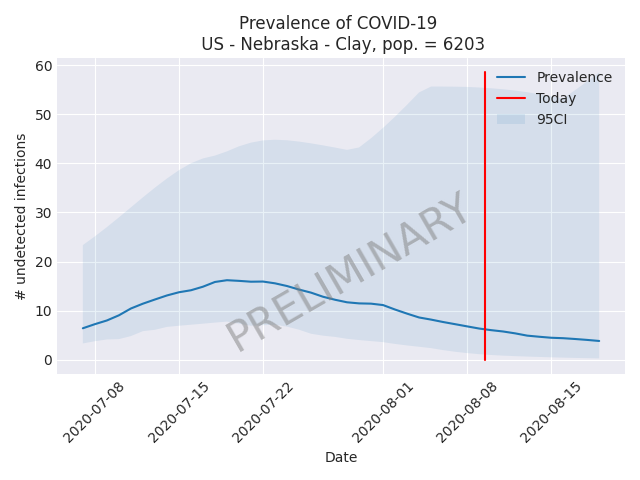 Prevalence of COVID-19
US - Nebraska - Clay, pop. = 6203
60
50
40
30
20
10
0
# undetected infections
Prevalence
Today
95CI
PRELIMINARY
2020-07-08
2020-07-15
2020-07-22
2020-08-01
2020-08-08
2020-08-15
Date